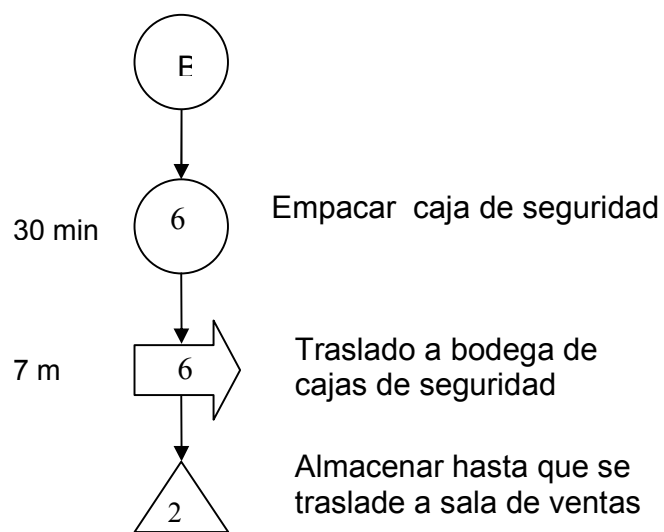 B
30 min
6
Empacar caja de seguridad
7 m
6
Traslado a bodega de
cajas de seguridad
2
Almacenar hasta que se
traslade a sala de ventas